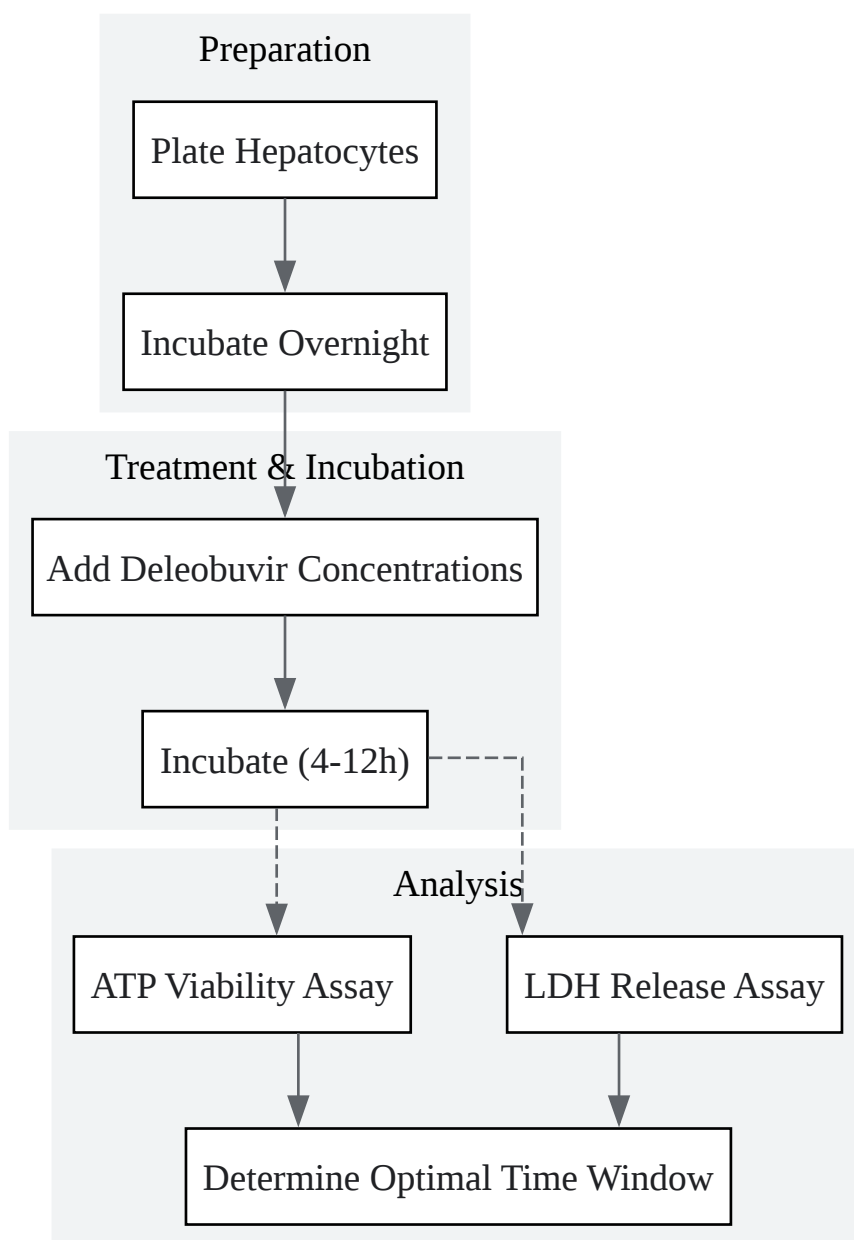 Preparation
Plate Hepatocytes
Incubate Overnight
Treatment & Incubation
Add Deleobuvir Concentrations
Incubate (4-12h)
Analysis
ATP Viability Assay
LDH Release Assay
Determine Optimal Time Window